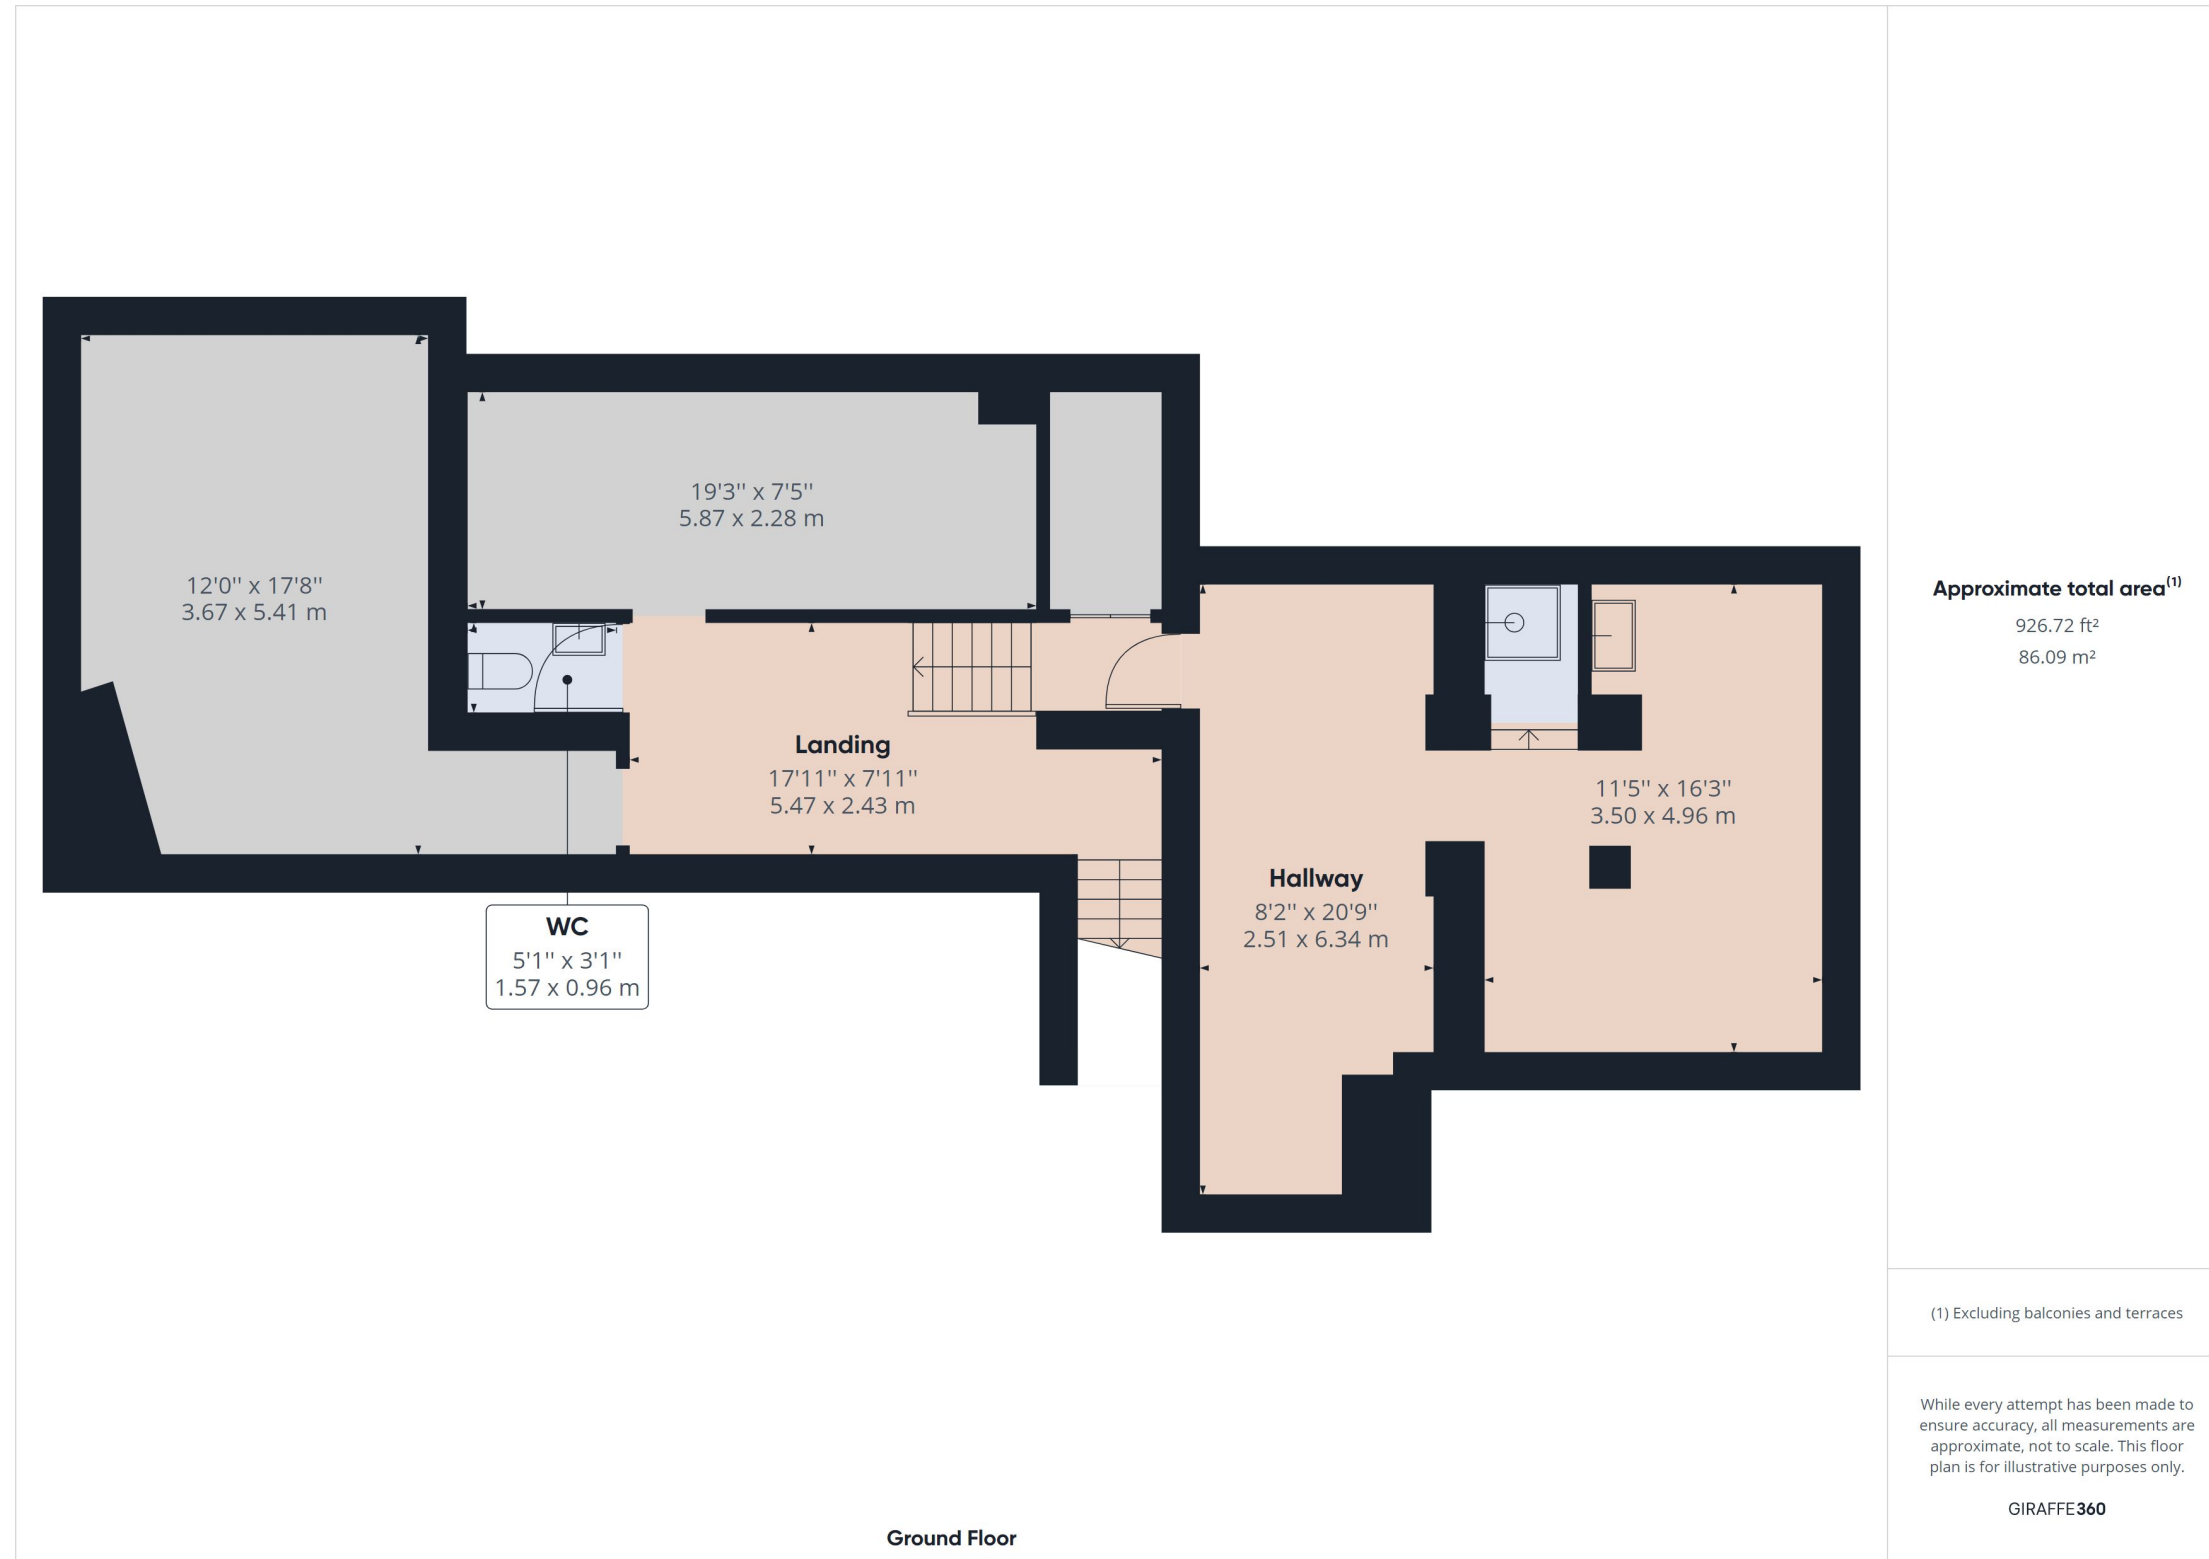 19'3'' x 7'5''
5.87 x 2.28 m
12'0'' x 17'8''
3.67 x 5.41 m
Landing
17'11'' x 7'11''
5.47 x 2.43 m
11'5'' x 16'3''
3.50 x 4.96 m
Hallway
8'2'' x 20'9''
2.51 x 6.34 m
WC
5'1'' x 3'1''
1.57 x 0.96 m
Ground Floor
Approximate total area(1)
926.72 ft²
86.09 m²
(1) Excluding balconies and terraces
While every attempt has been made to
ensure accuracy, all measurements are
approximate, not to scale. This floor
plan is for illustrative purposes only.
GIRAFFE360